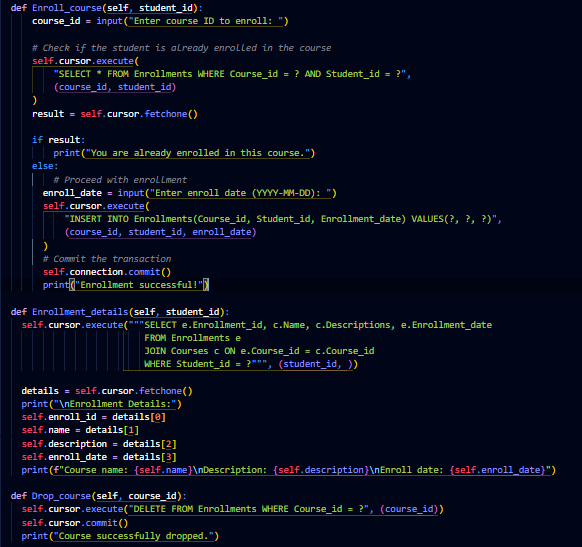 def Enroll_course(self, student_id):
    course_id = input("Enter course ID to enroll: ")

    # Check if the student is already enrolled in the course
    self.cursor.execute(
        "SELECT * FROM Enrollments WHERE Course_id = ? AND Student_id = ?",
        (course_id, student_id)
    )
    result = self.cursor.fetchone()

    if result:
        print("You are already enrolled in this course.")
    else:
        # Proceed with enrollment
      enroll_date = input("Enter enroll date (YYYY-MM-DD): ")
      self.cursor.execute(
          "INSERT INTO Enrollments(Course_id, Student_id, Enrollment_date) VALUES(?, ?, ?)",
          (course_id, student_id, enroll_date)
      )
      # Commit the transaction
      self.connection.commit()
      print("Enrollment successful!")

def Enrollment_details(self, student_id):
  self.cursor.execute("""SELECT e.Enrollment_id, c.Name, c.Descriptions, e.Enrollment_date
                         FROM Enrollments e
                         JOIN Courses c ON e.Course_id = c.Course_id
                         WHERE Student_id = ?""", (student_id, ))

  details = self.cursor.fetchone()
  print("\nEnrollment Details:")
  self.enroll_id = details[0]
  self.name = details[1]
  self.description = details[2]
  self.enroll_date = details[3]
  print(f"Course name: {self.name}\nDescription: {self.description}\nEnroll date: {self.enroll_date}")

def Drop_course(self, course_id):
  self.cursor.execute("DELETE FROM Enrollments WHERE Course_id = ?", (course_id))
  self.cursor.commit()
  print("Course successfully dropped.")